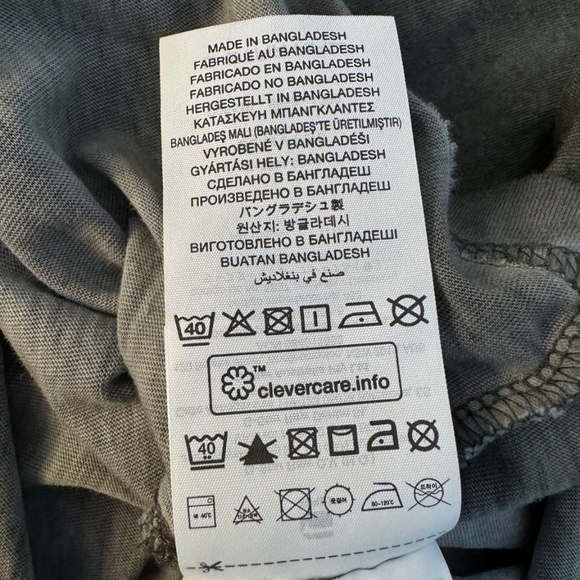 MADE IN BANGLADESH
FABRIQUÉ AU BANGLADESH
FABRICADO EN BANGLADESH
FABRICADO NO BANGLADESH
HERGESTELLT IN BANGLADESH
ΚΑΤΑΣΚΕΥΗ ΜΠΑΝΓΚΛΑΝΤΕΣ
BANGLADEŞ MALI (BANGLADEŞ'TE ÜRETILMIŞTIR)
VYROBENÉ V BANGLADÉŠI
GYÁRTÁSI HELY: BANGLADESH
СДЕЛАНО В БАНГЛАДЕШ
ПРОИЗВЕДЕНО В БАНГЛАДЕШ
バングラデシュ製
원산지: 방글라데시
ВИГОТОВЛЕНО В БАНГЛАДЕШІ
BUATAN BANGLADESH
صنع في بنغلاديش
40
TM
clevercare.info
40
80~120°C